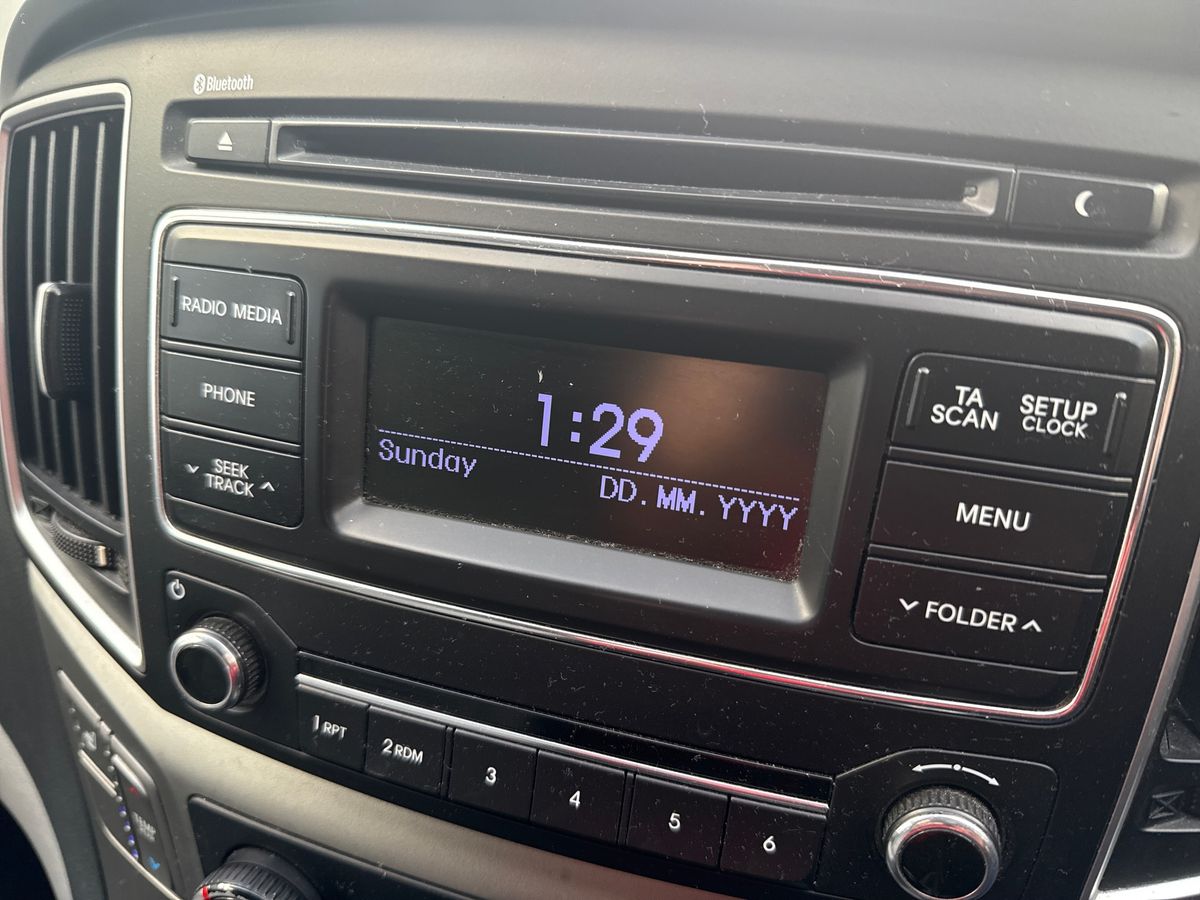 Bluetooth
RADIO MEDIA
PHONE
SEEK
TRACK
1:29
Sunday
DD.MM.YYYY
TA
SCAN
SETUP
CLOCK
MENU
FOLDER
1 RPT
2 RDM
3
4
5
6
TEMP